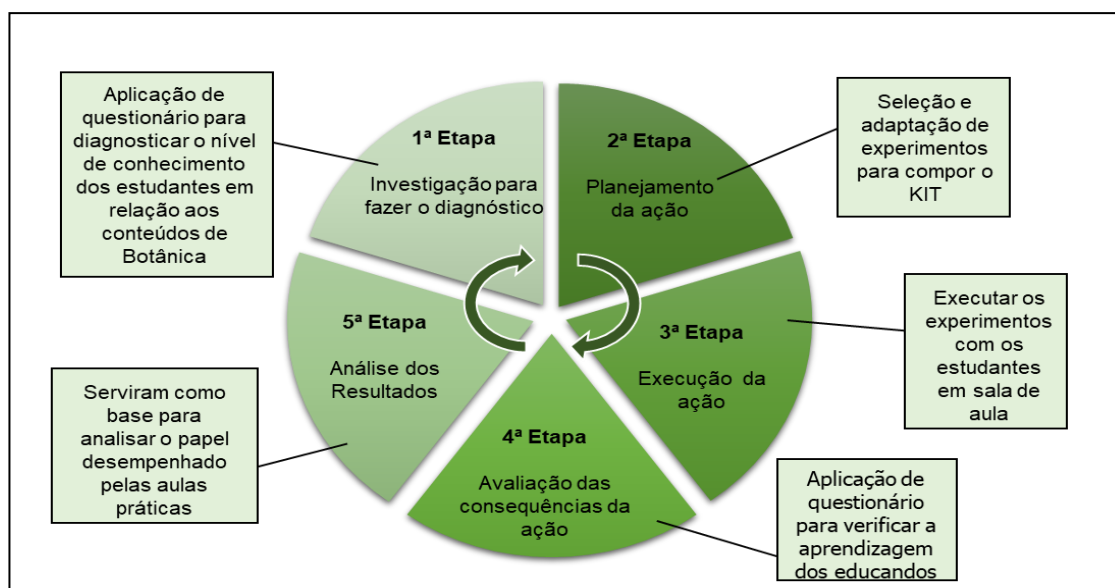 Aplicação de
questionário para
diagnosticar o nível
de conhecimento
dos estudantes em
relação aos
conteúdos de
Botânica
1ª Etapa
Investigação para
fazer o diagnóstico
2ª Etapa
Planejamento
da ação
Seleção e
adaptação de
experimentos
para compor o
KIT
3ª Etapa
Execução da
ação
Executar os
experimentos
com os
estudantes
em sala de
aula
4ª Etapa
Avaliação das
consequências da
ação
Aplicação de
questionário
para verificar a
aprendizagem
dos educandos
5ª Etapa
Análise dos
Resultados
Serviram como
base para
analisar o papel
desempenhado
pelas aulas
práticas